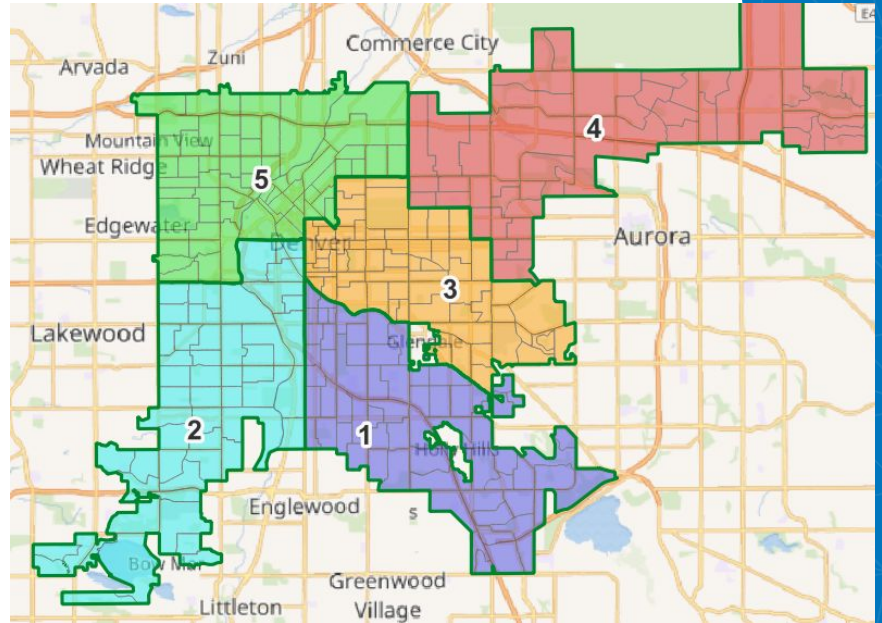 E4
Commerce City
Zuni
Arvada
4
Mountain View
Wheat Ridge
5
Edgewater
Aurora
Denver
3
Lakewood
Glendale
2
1
Holly Hills
Englewood
s
Bow Mar
Greenwood
Village
Littleton